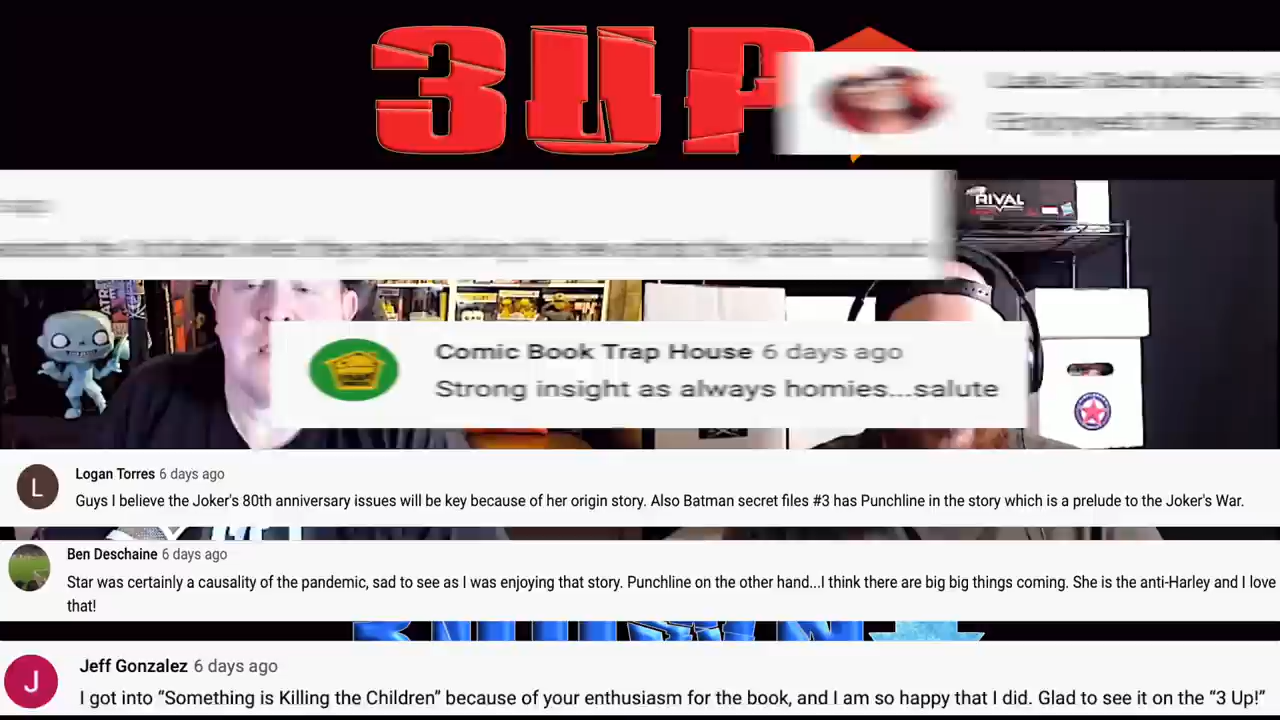 3UP
RIVAL
Comic Book Trap House 6 days ago
Strong insight as always homies...salute
L
Logan Torres 6 days ago
Guys I believe the Joker's 80th anniversary issues will be key because of her origin story. Also Batman secret files #3 has Punchline in the story which is a prelude to the Joker's War.
Ben Deschaine 6 days ago
Star was certainly a causality of the pandemic, sad to see as I was enjoying that story. Punchline on the other hand...I think there are big big things coming. She is the anti-Harley and I love
that!
J
Jeff Gonzalez 6 days ago
I got into “Something is Killing the Children” because of your enthusiasm for the book, and I am so happy that I did. Glad to see it on the “3 Up!”